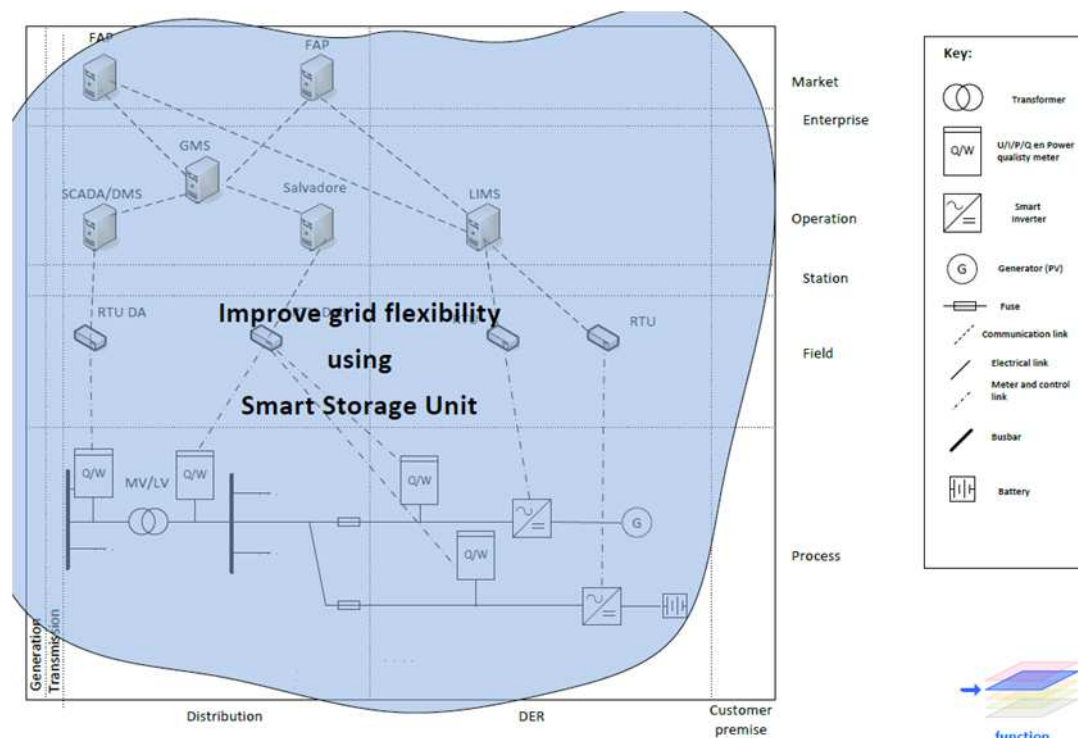 FAP
FAP
Market
Enterprise
GMS
SCADA/DMS
Salvadore
LIMS
Operation
Station
RTU DA
RTU
Field
Improve grid flexibility
using
Smart Storage Unit
Q/W
MV/LV
Q/W
Q/W
G
Q/W
Process
Generation
Transmission
Distribution
DER
Customer
premise
Key:
Transformer
Q/W
U/I/P/Q en Power
qualisty meter
Smart
Inverter
G
Generator (PV)
Fuse
Communication link
Electrical link
Meter and control
link
Busbar
Battery
function